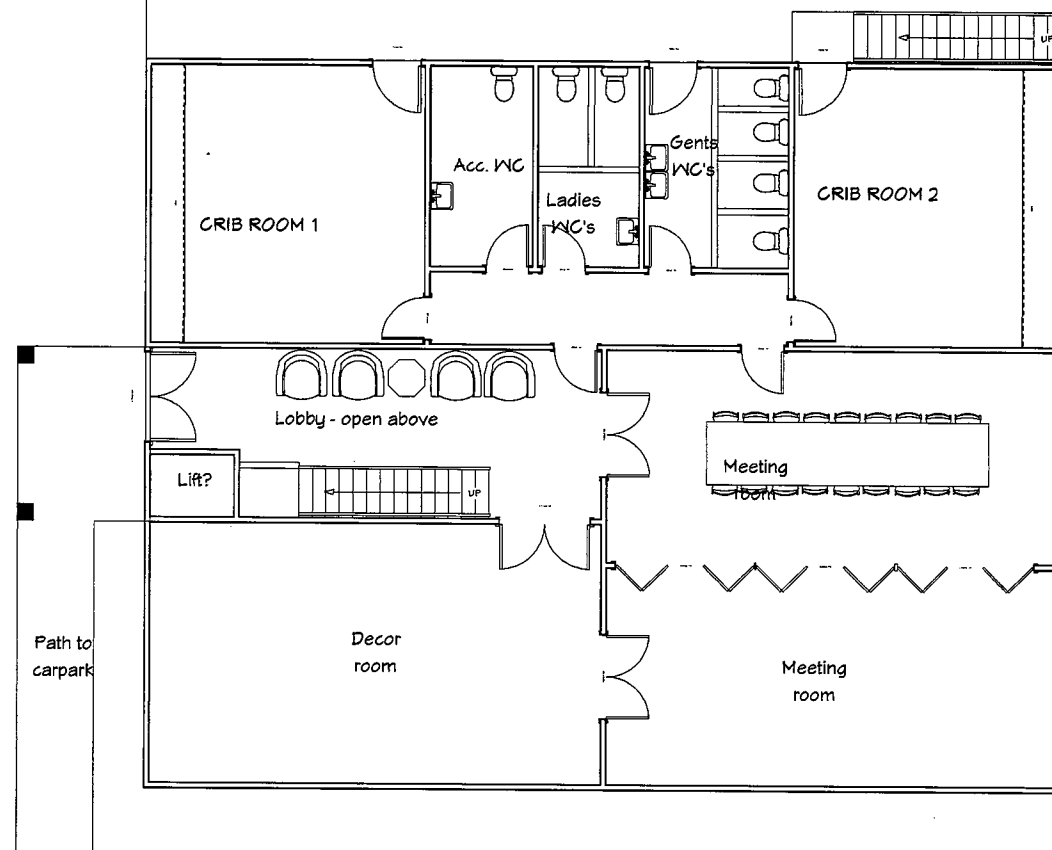 UP
Gents
WC's
Acc. WC
CRIB ROOM 2
Ladies
WC's
CRIB ROOM 1
Lobby - open above
Meeting
room
Lift?
UP
Path to
carpark
Decor
room
Meeting
room